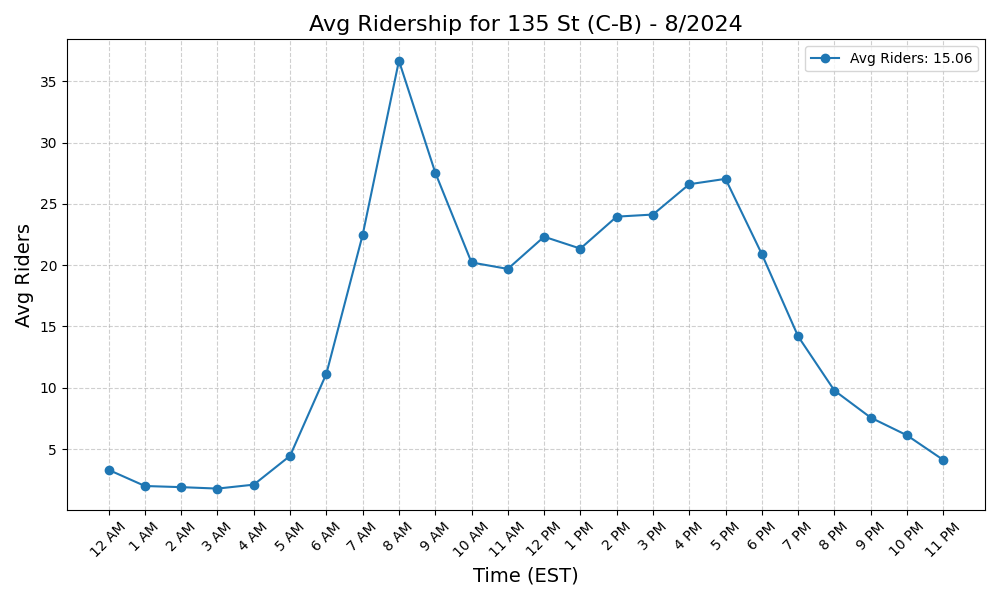 Avg Ridership for 135 St (C-B) - 8/2024
Avg Riders: 15.06
Avg Riders
35
30
25
20
15
10
5
12 AM
1 AM
2 AM
3 AM
4 AM
5 AM
6 AM
7 AM
8 AM
9 AM
10 AM
11 AM
12 PM
1 PM
2 PM
3 PM
4 PM
5 PM
6 PM
7 PM
8 PM
9 PM
10 PM
11 PM
Time (EST)